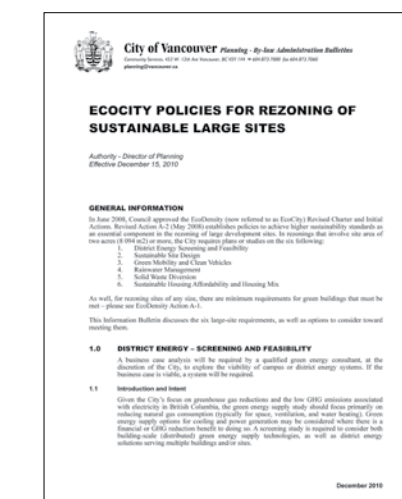 City of Vancouver Planning - By-law Administration Bulletins
Community Services, 453 W. 12th Ave Vancouver, BC V5Y 1V4 604.873.7000 fax 604.873.7060
planning@vancouver.ca
ECOCITY POLICIES FOR REZONING OF
SUSTAINABLE LARGE SITES
Authority - Director of Planning
Effective December 15, 2010
GENERAL INFORMATION
In June 2008, Council approved the EcoDensity (now referred to as EcoCity) Revised Charter and Initial
Actions. Revised Action A-2 (May 2008) establishes policies to achieve higher sustainability standards as
an essential component in the rezoning of large development sites. In rezonings that involve site area of
two acres (8 094 m2) or more, the City requires plans or studies on the six following:
1. District Energy Screening and Feasibility
2. Sustainable Site Design
3. Green Mobility and Clean Vehicles
4. Rainwater Management
5. Solid Waste Diversion
6. Sustainable Housing Affordability and Housing Mix
As well, for rezoning sites of any size, there are minimum requirements for green buildings that must be
met – please see EcoDensity Action A-1.
This Information Bulletin discusses the six large-site requirements, as well as options to consider toward
meeting them.
1.0 DISTRICT ENERGY – SCREENING AND FEASIBILITY
A business case analysis will be required by a qualified green energy consultant, at the
discretion of the City, to explore the viability of campus or district energy systems. If the
business case is viable, a system will be required.
1.1 Introduction and Intent
Given the City's focus on greenhouse gas reductions and the low GHG emissions associated
with electricity in British Columbia, the green energy supply study should focus primarily on
reducing natural gas consumption (typically for space, ventilation, and water heating). Green
energy supply options for cooling and power generation may be considered where there is a
financial or GHG reduction benefit to doing so. A screening study is required to consider both
building-scale (distributed) green energy supply technologies, as well as district energy
solutions serving multiple buildings and/or sites.
December 2010